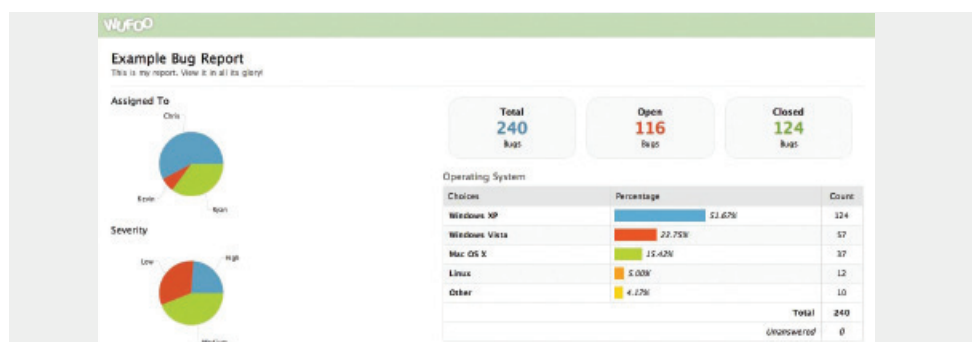 WUFOO
Example Bug Report
This is my report. View it in all its glory!
Assigned To
Chris
Kevin
Ryan
Severity
Low
High
Medium
Total
240
Bugs
Open
116
Bugs
Closed
124
Bugs
Operating System
Choices Percentage Count
Windows XP 51.67% 124
Windows Vista 23.75% 57
Mac OS X 15.42% 37
Linux 5.00% 12
Other 4.17% 10
Total 240
Unanswered 0